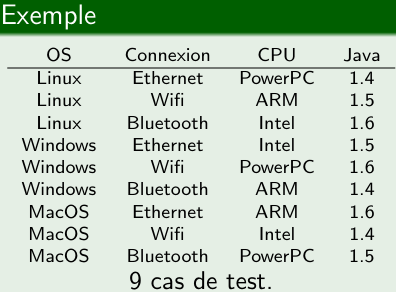 Exemple
OS Connexion CPU Java
Linux Ethernet PowerPC 1.4
Linux Wifi ARM 1.5
Linux Bluetooth Intel 1.6
Windows Ethernet Intel 1.5
Windows Wifi PowerPC 1.6
Windows Bluetooth ARM 1.4
MacOS Ethernet ARM 1.6
MacOS Wifi Intel 1.4
MacOS Bluetooth PowerPC 1.5
9 cas de test.